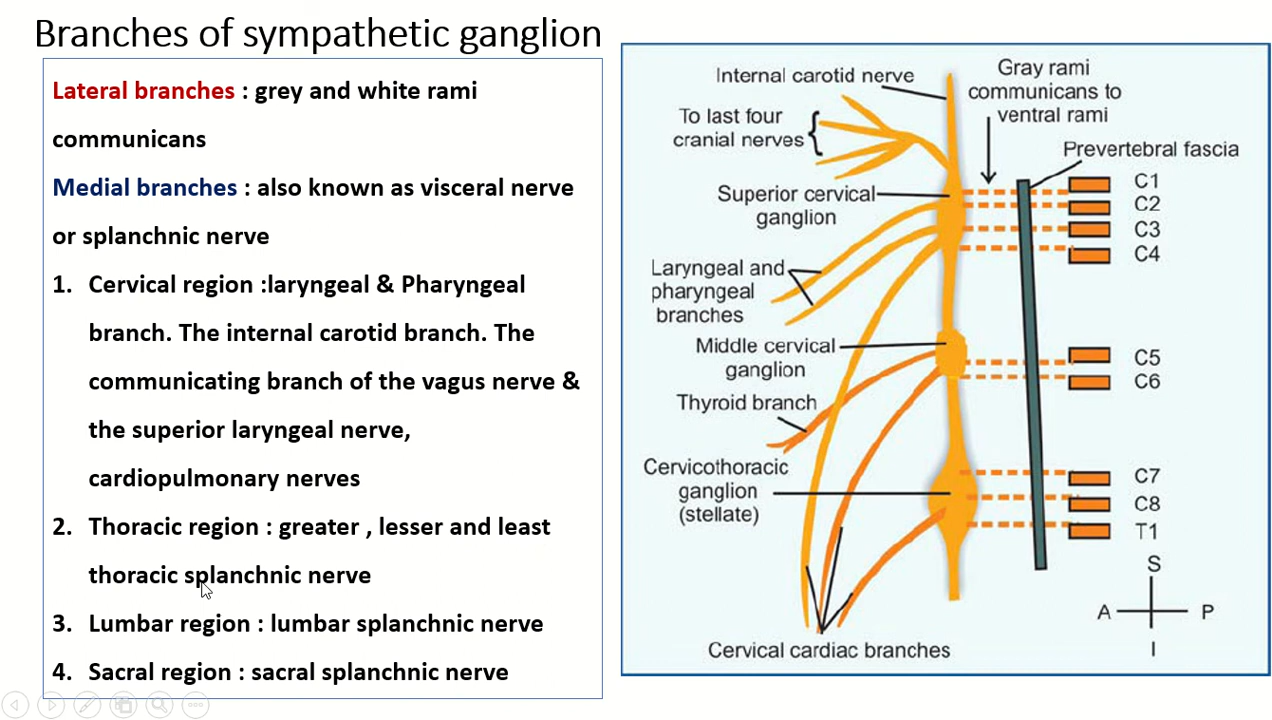 Branches of sympathetic ganglion
Lateral branches : grey and white rami
communicans
Medial branches : also known as visceral nerve
or splanchnic nerve
1. Cervical region :laryngeal & Pharyngeal
branch. The internal carotid branch. The
communicating branch of the vagus nerve &
the superior laryngeal nerve,
cardiopulmonary nerves
2. Thoracic region : greater , lesser and least
thoracic splanchnic nerve
3. Lumbar region : lumbar splanchnic nerve
4. Sacral region : sacral splanchnic nerve
Internal carotid nerve
To last four
cranial nerves
Superior cervical
ganglion
Laryngeal and
pharyngeal
branches
Middle cervical
ganglion
Thyroid branch
Cervicothoracic
ganglion
(stellate)
Cervical cardiac branches
Gray rami
communicans to
ventral rami
Prevertebral fascia
C1
C2
C3
C4
C5
C6
C7
C8
T1
S
A P
I